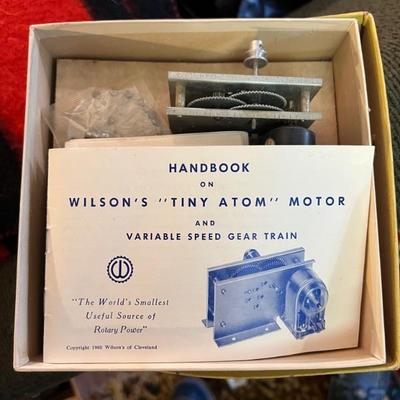 HANDBOOK
ON
WILSON'S "TINY ATOM" MOTOR
AND
VARIABLE SPEED GEAR TRAIN
"The World's Smallest
Useful Source of
Rotary Power"
Copyright 1960 Wilson's of Cleveland